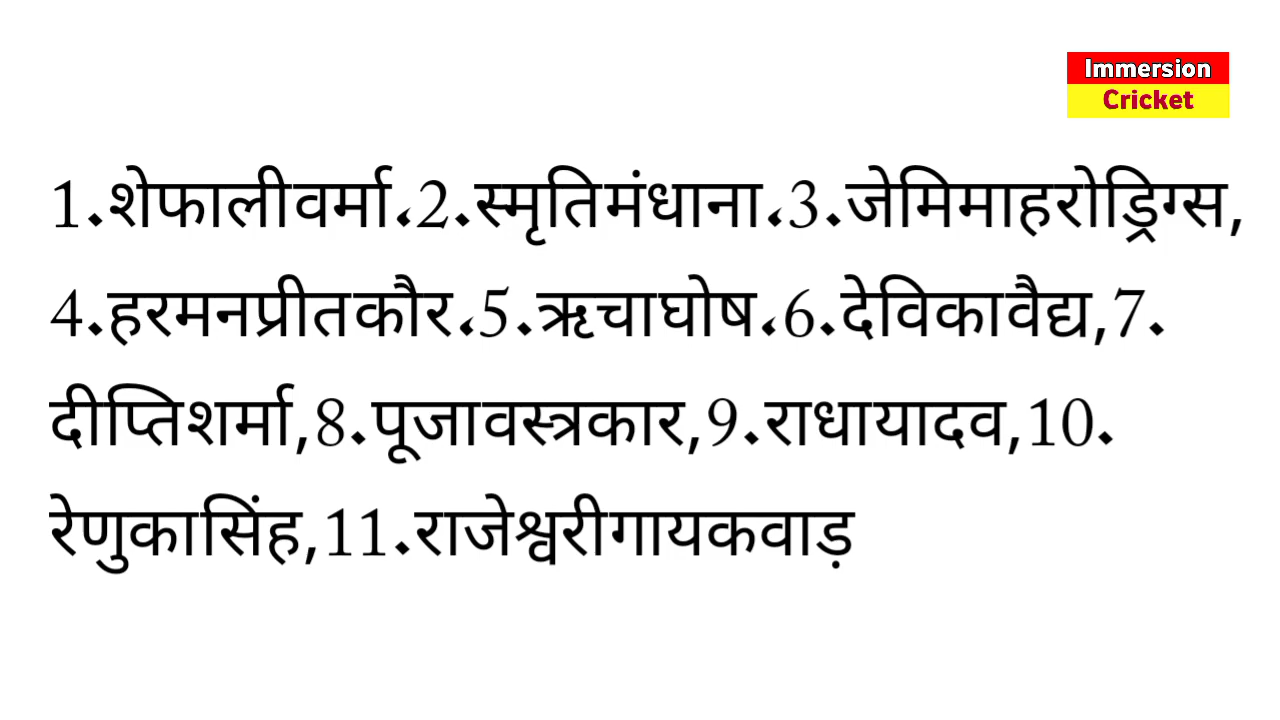 Immersion
Cricket
1.शेफालीवर्मा,2.स्मृतिमंधाना,3.जेमिमाहरोड्रिग्स,
4.हरमनप्रीतकौर,5.ऋचाघोष,6.देविकावैद्य,7.
दीप्तिशर्मा,8.पूजावस्त्रकार,9.राधायादव,10.
रेणुकासिंह,11.राजेश्वरीगायकवाड़